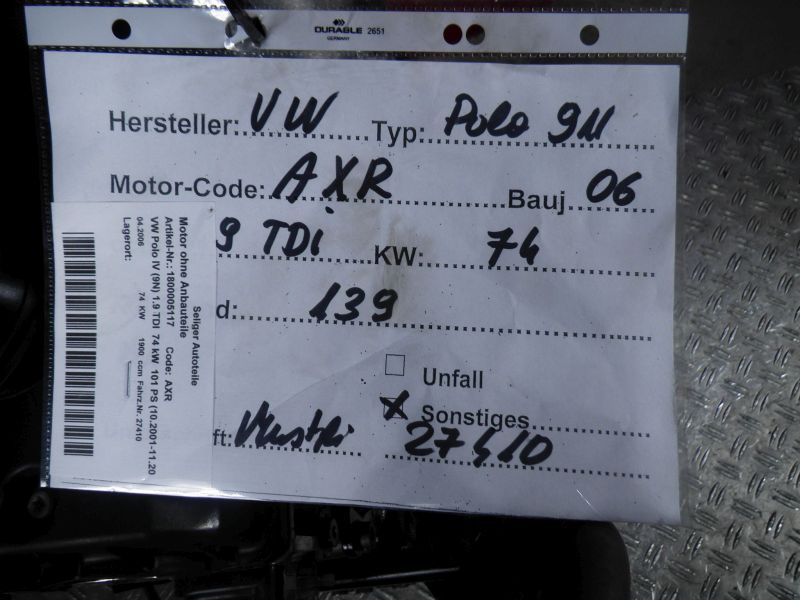 DURABLE 2651
GERMANY
Hersteller: VW Typ: Polo 9N
Motor-Code: AXR Bauj 06
9 TDi KW: 74
d: 139
Unfall
Sonstiges
ft: 27410
Seliger Autoteile
Motor ohne Anbauteile
Artikel-Nr.: 1800005117 Code: AXR
VW Polo IV (9N) 1.9 TDI 74 kW 101 PS (10.2001-11.20
04.2006 74 KW 1900 ccm Fahrz.Nr. 27410
Lagerort: